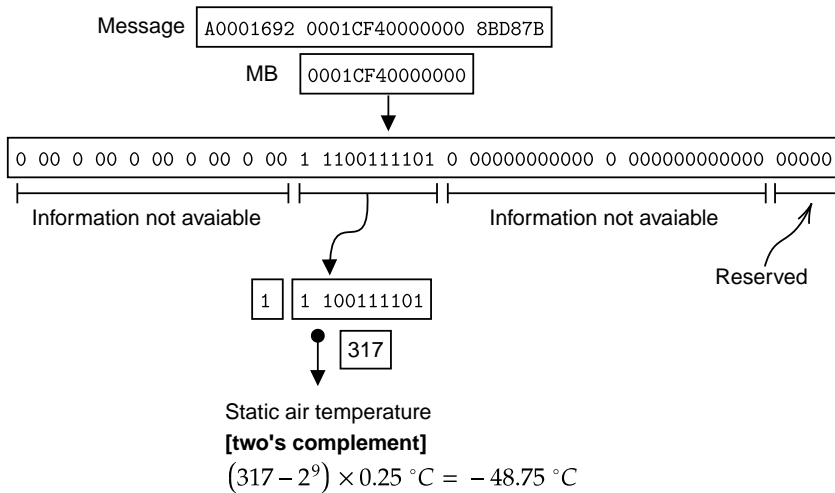 Message A0001692 0001CF40000000 8BD87B
MB 0001CF40000000
0 00 0 00 0 00 0 00 0 00 1 1100111101 0 00000000000 0 000000000000 00000
Information not avaiable Information not avaiable
Reserved
1 1 100111101
317
Static air temperature
[two's complement]
(317 − 2⁹) × 0.25 °C = − 48.75 °C